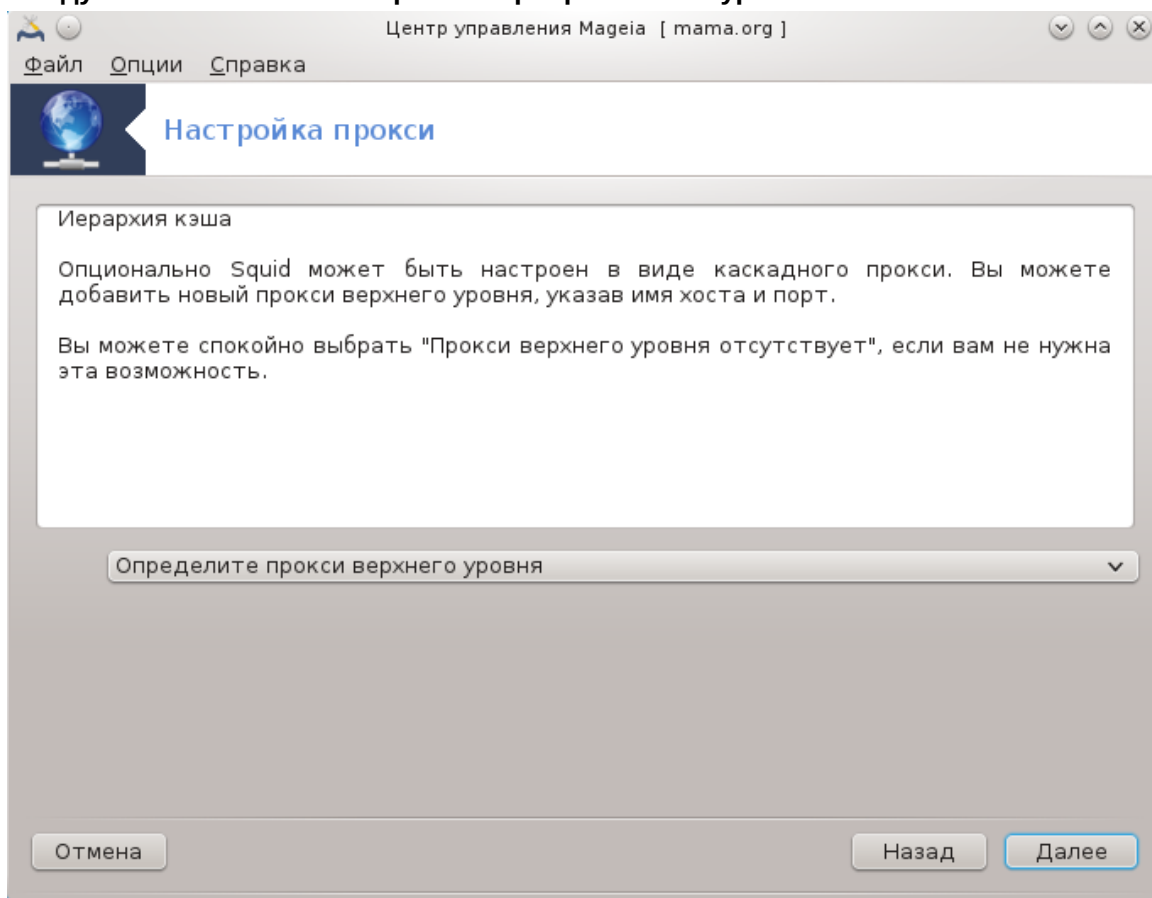 Центр управления Mageia [ mama.org ]
Файл Опции Справка
Настройка прокси
Иерархия кэша
Опционально Squid может быть настроен в виде каскадного прокси. Вы можете
добавить новый прокси верхнего уровня, указав имя хоста и порт.
Вы можете спокойно выбрать "Прокси верхнего уровня отсутствует", если вам не нужна
эта возможность.
Определите прокси верхнего уровня
Отмена Назад Далее